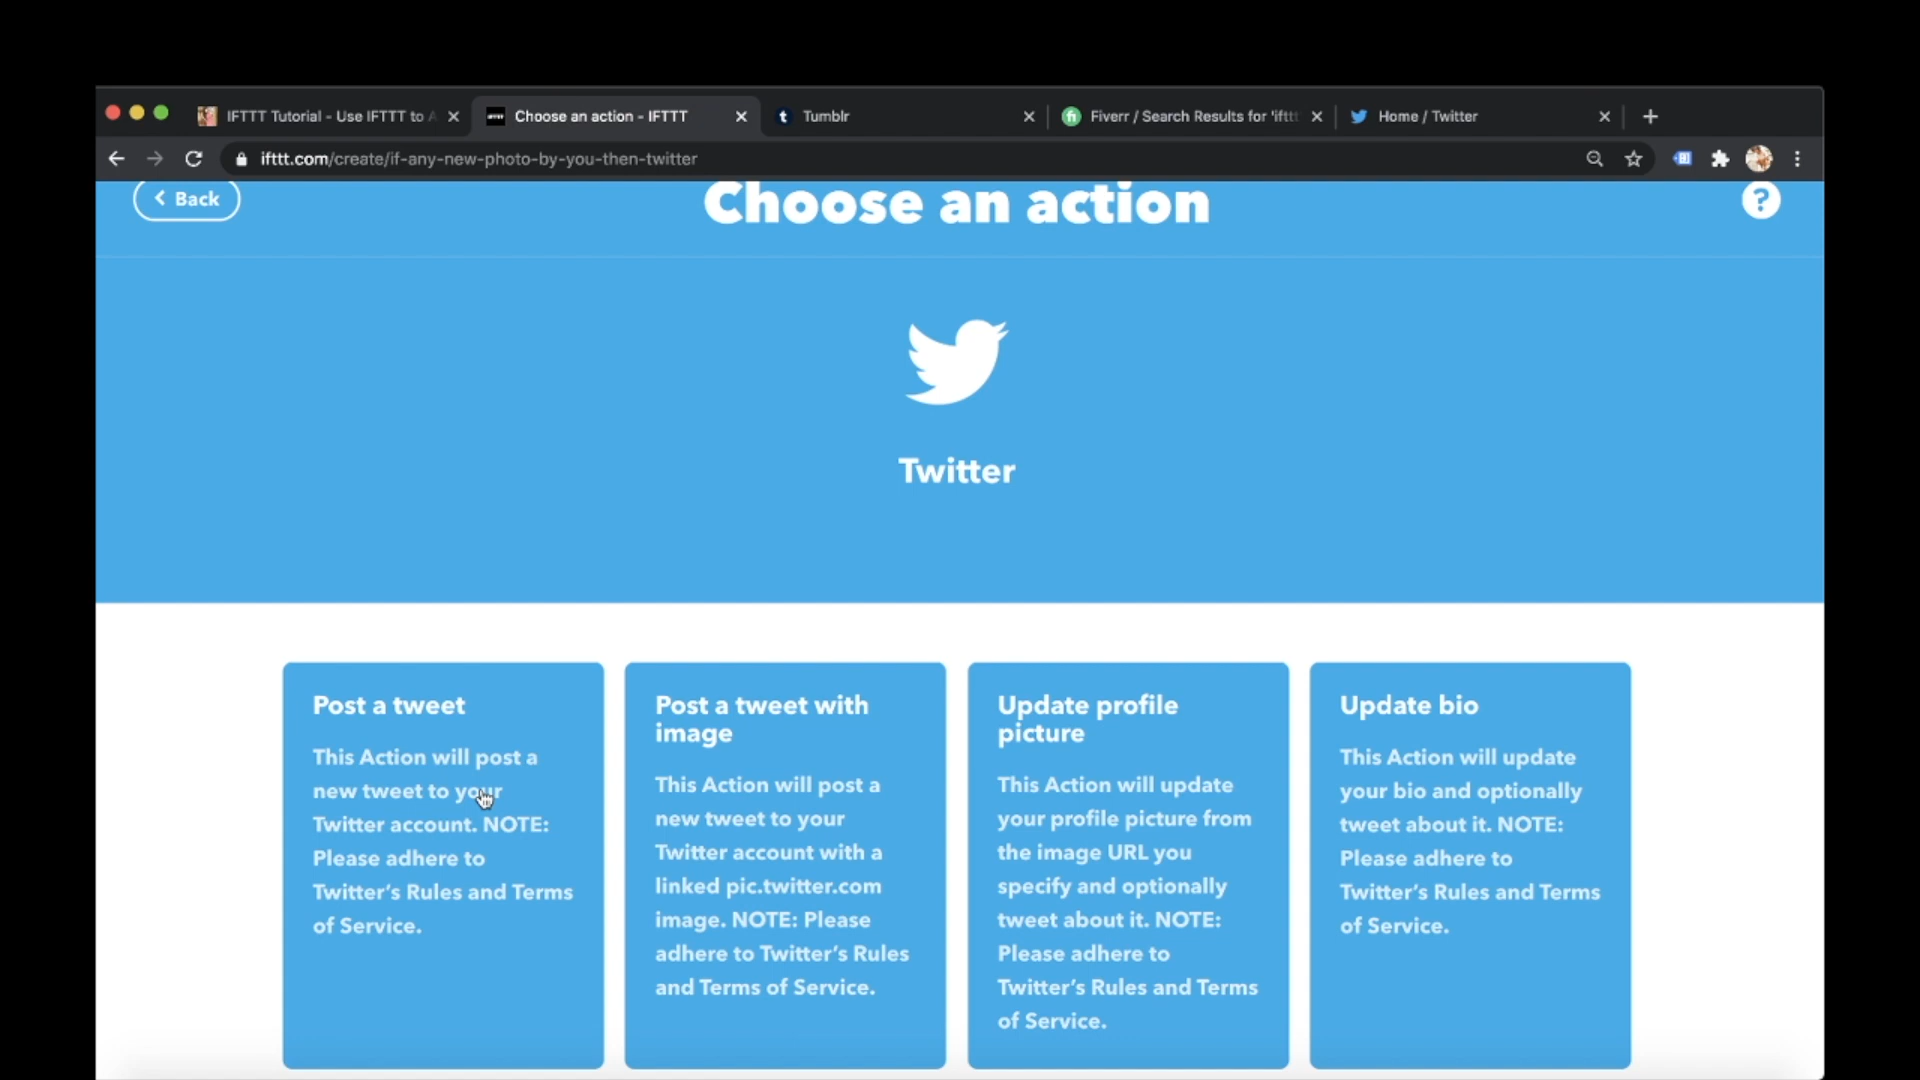 IFTTT Tutorial - Use IFTTT to A
Choose an action - IFTTT
Tumblr
Fiverr / Search Results for 'ifttt
Home / Twitter
ifttt.com/create/if-any-new-photo-by-you-then-twitter
Back
Choose an action
?
Twitter
Post a tweet
This Action will post a
new tweet to your
Twitter account. NOTE:
Please adhere to
Twitter's Rules and Terms
of Service.
Post a tweet with
image
This Action will post a
new tweet to your
Twitter account with a
linked pic.twitter.com
image. NOTE: Please
adhere to Twitter's Rules
and Terms of Service.
Update profile
picture
This Action will update
your profile picture from
the image URL you
specify and optionally
tweet about it. NOTE:
Please adhere to
Twitter's Rules and Terms
of Service.
Update bio
This Action will update
your bio and optionally
tweet about it. NOTE:
Please adhere to
Twitter's Rules and Terms
of Service.